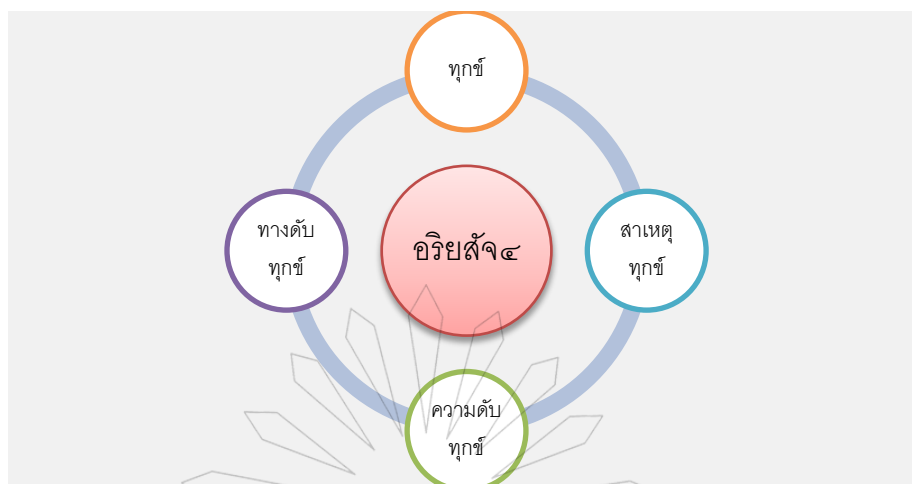 ทุกข์
สาเหตุ
ทุกข์
ความดับ
ทุกข์
ทางดับ
ทุกข์
อริยสัจ๔